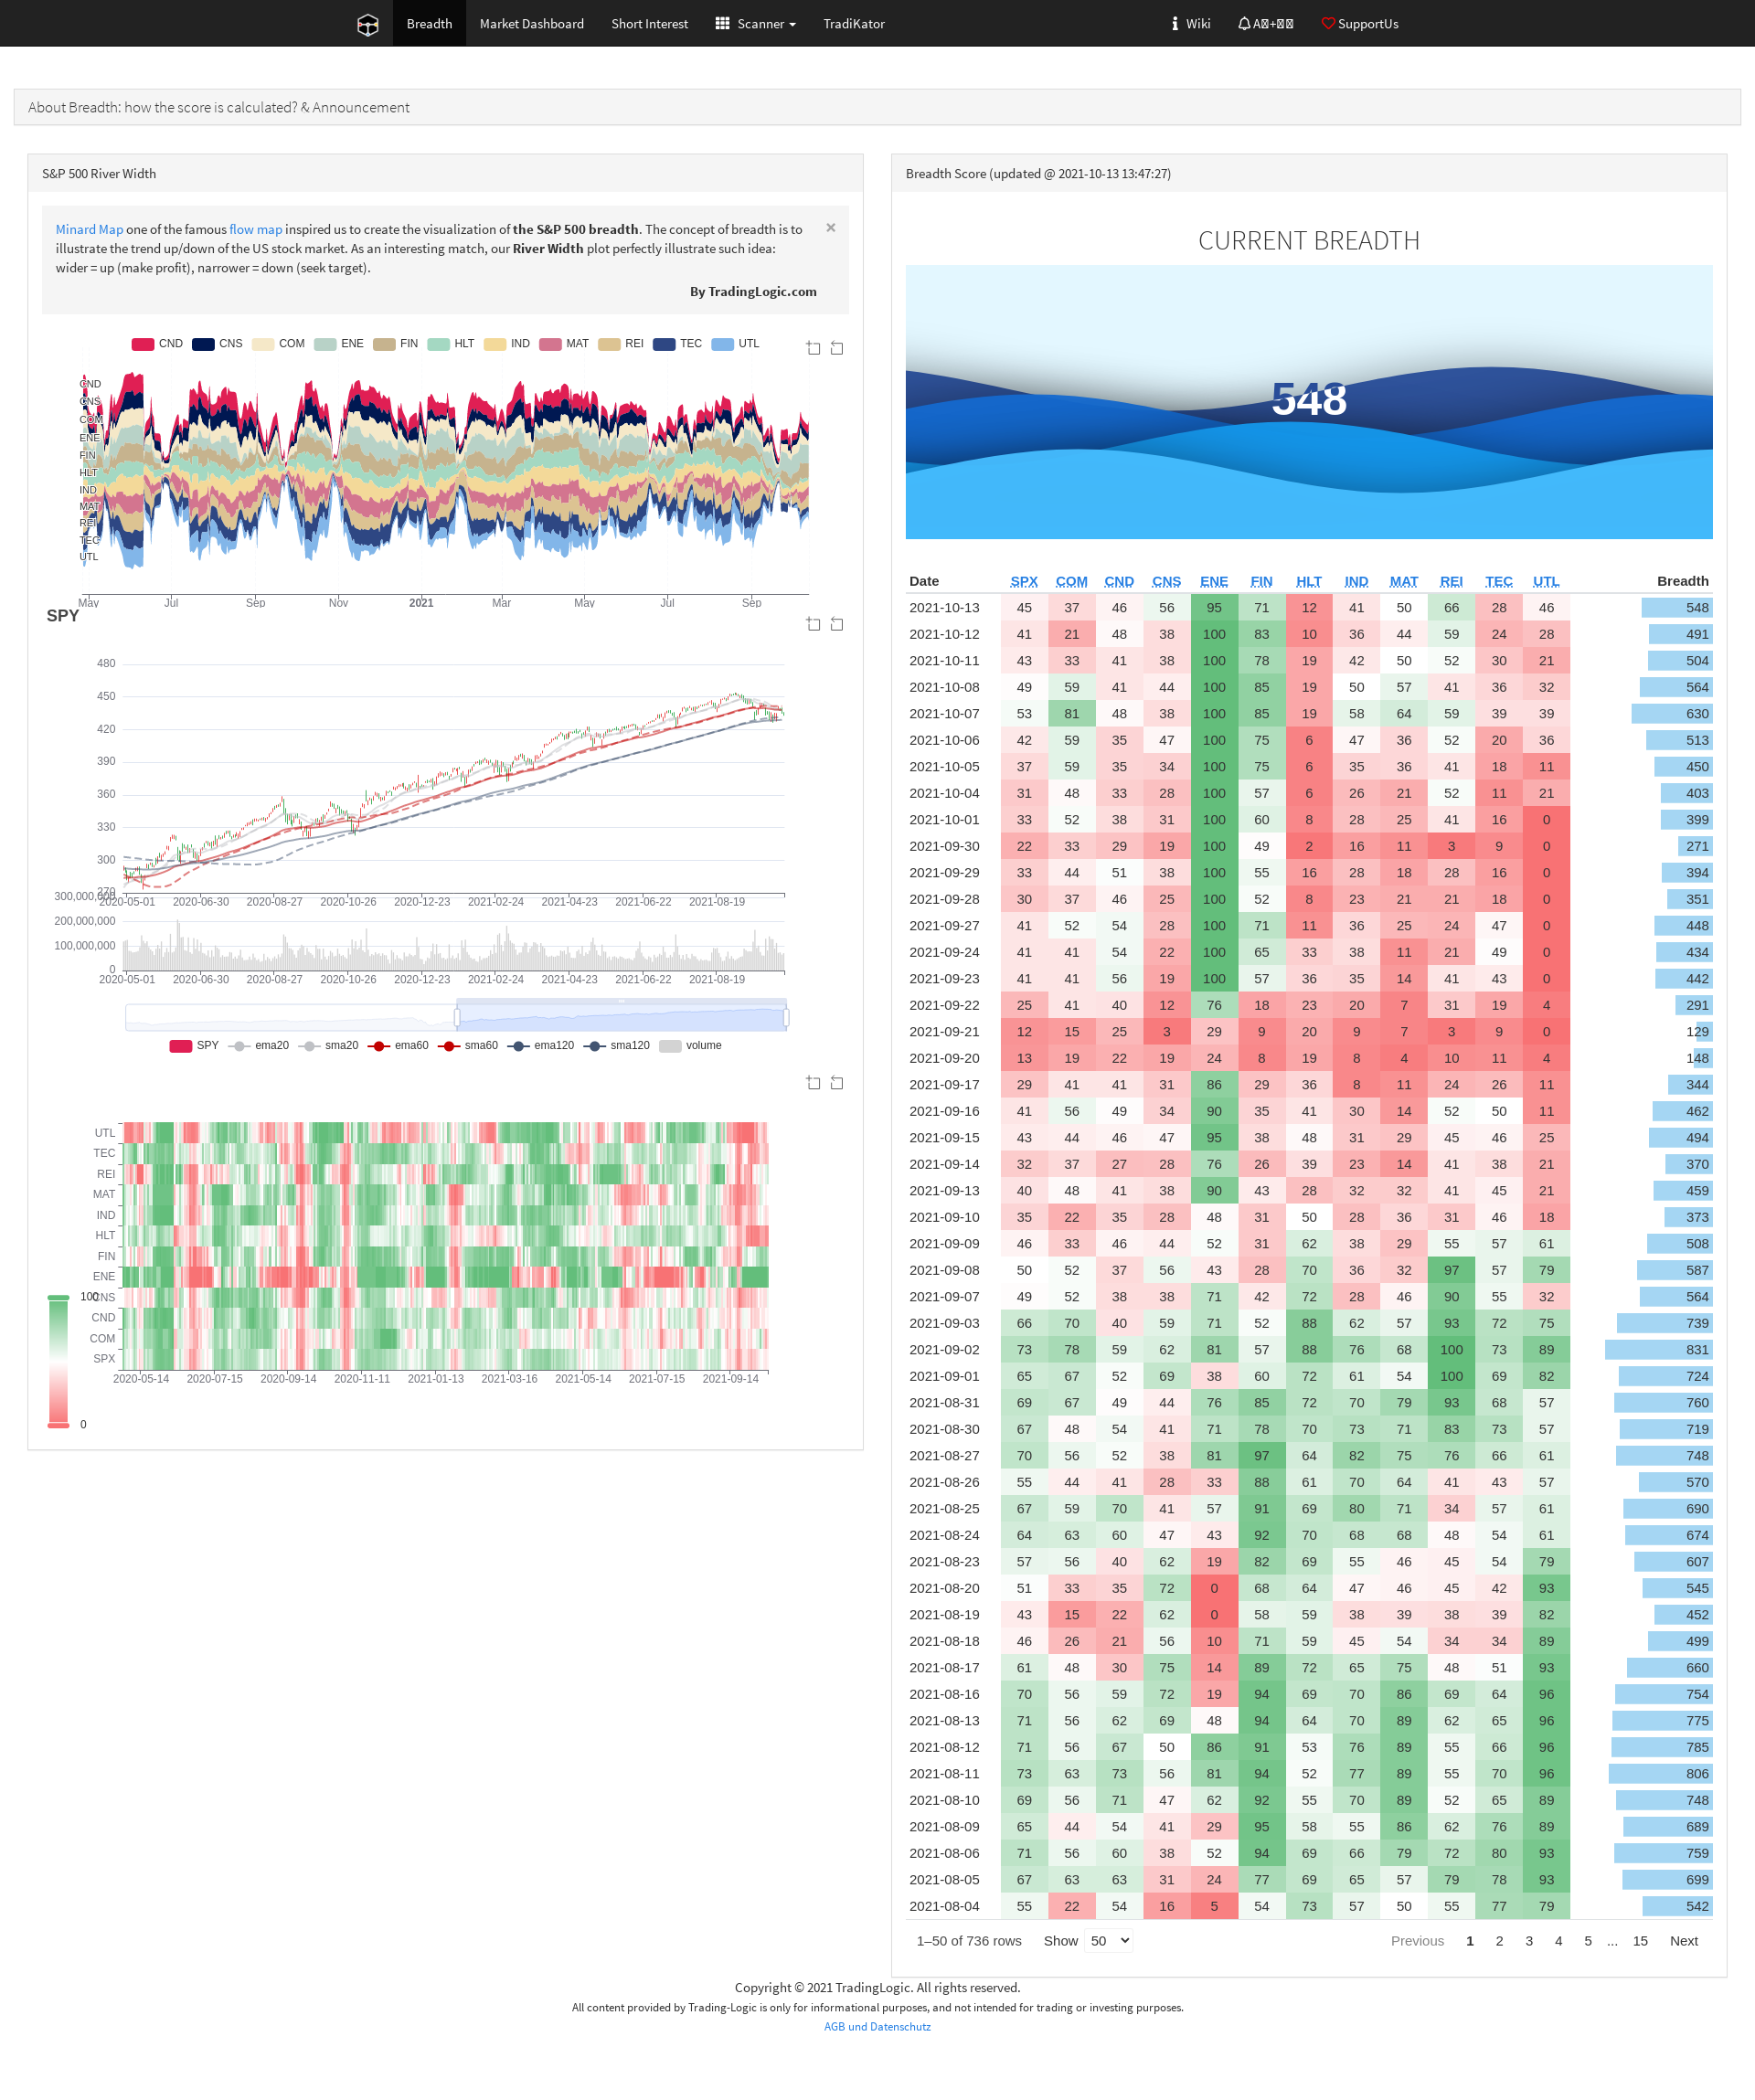 Breadth Market Dashboard Short Interest Scanner TradiKator Wiki SupportUs
About Breadth: how the score is calculated? & Announcement
S&P 500 River Width
Minard Map one of the famous flow map inspired us to create the visualization of the S&P 500 breadth. The concept of breadth is to
illustrate the trend up/down of the US stock market. As an interesting match, our River Width plot perfectly illustrate such idea:
wider = up (make profit), narrower = down (seek target).
×
By TradingLogic.com
CND CNS COM ENE FIN HLT IND MAT REI TEC UTL
CND
CNS
COM
ENE
FIN
HLT
IND
MAT
REI
TEC
UTL
May Jul Sep Nov 2021 Mar May Jul Sep
SPY
480
450
420
390
360
330
300
270
2020-05-01 2020-06-30 2020-08-27 2020-10-26 2020-12-23 2021-02-24 2021-04-23 2021-06-22 2021-08-19
300,000,000
200,000,000
100,000,000
0
2020-05-01 2020-06-30 2020-08-27 2020-10-26 2020-12-23 2021-02-24 2021-04-23 2021-06-22 2021-08-19
SPY ema20 sma20 ema60 sma60 ema120 sma120 volume
UTL
TEC
REI
MAT
IND
HLT
FIN
ENE
CNS
CND
COM
SPX
2020-05-14 2020-07-15 2020-09-14 2020-11-11 2021-01-13 2021-03-16 2021-05-14 2021-07-15 2021-09-14
100
0
Breadth Score (updated @ 2021-10-13 13:47:27)
CURRENT BREADTH
548
Date SPX COM CND CNS ENE FIN HLT IND MAT REI TEC UTL Breadth
2021-10-13 45 37 46 56 95 71 12 41 50 66 28 46 548
2021-10-12 41 21 48 38 100 83 10 36 44 59 24 28 491
2021-10-11 43 33 41 38 100 78 19 42 50 52 30 21 504
2021-10-08 49 59 41 44 100 85 19 50 57 41 36 32 564
2021-10-07 53 81 48 38 100 85 19 58 64 59 39 39 630
2021-10-06 42 59 35 47 100 75 6 47 36 52 20 36 513
2021-10-05 37 59 35 34 100 75 6 35 36 41 18 11 450
2021-10-04 31 48 33 28 100 57 6 26 21 52 11 21 403
2021-10-01 33 52 38 31 100 60 8 28 25 41 16 0 399
2021-09-30 22 33 29 19 100 49 2 16 11 3 9 0 271
2021-09-29 33 44 51 38 100 55 16 28 18 28 16 0 394
2021-09-28 30 37 46 25 100 52 8 23 21 21 18 0 351
2021-09-27 41 52 54 28 100 71 11 36 25 24 47 0 448
2021-09-24 41 41 54 22 100 65 33 38 11 21 49 0 434
2021-09-23 41 41 56 19 100 57 36 35 14 41 43 0 442
2021-09-22 25 41 40 12 76 18 23 20 7 31 19 4 291
2021-09-21 12 15 25 3 29 9 20 9 7 3 9 0 129
2021-09-20 13 19 22 19 24 8 19 8 4 10 11 4 148
2021-09-17 29 41 41 31 86 29 36 8 11 24 26 11 344
2021-09-16 41 56 49 34 90 35 41 30 14 52 50 11 462
2021-09-15 43 44 46 47 95 38 48 31 29 45 46 25 494
2021-09-14 32 37 27 28 76 26 39 23 14 41 38 21 370
2021-09-13 40 48 41 38 90 43 28 32 32 41 45 21 459
2021-09-10 35 22 35 28 48 31 50 28 36 31 46 18 373
2021-09-09 46 33 46 44 52 31 62 38 29 55 57 61 508
2021-09-08 50 52 37 56 43 28 70 36 32 97 57 79 587
2021-09-07 49 52 38 38 71 42 72 28 46 90 55 32 564
2021-09-03 66 70 40 59 71 52 88 62 57 93 72 75 739
2021-09-02 73 78 59 62 81 57 88 76 68 100 73 89 831
2021-09-01 65 67 52 69 38 60 72 61 54 100 69 82 724
2021-08-31 69 67 49 44 76 85 72 70 79 93 68 57 760
2021-08-30 67 48 54 41 71 78 70 73 71 83 73 57 719
2021-08-27 70 56 52 38 81 97 64 82 75 76 66 61 748
2021-08-26 55 44 41 28 33 88 61 70 64 41 43 57 570
2021-08-25 67 59 70 41 57 91 69 80 71 34 57 61 690
2021-08-24 64 63 60 47 43 92 70 68 68 48 54 61 674
2021-08-23 57 56 40 62 19 82 69 55 46 45 54 79 607
2021-08-20 51 33 35 72 0 68 64 47 46 45 42 93 545
2021-08-19 43 15 22 62 0 58 59 38 39 38 39 82 452
2021-08-18 46 26 21 56 10 71 59 45 54 34 34 89 499
2021-08-17 61 48 30 75 14 89 72 65 75 48 51 93 660
2021-08-16 70 56 59 72 19 94 69 70 86 69 64 96 754
2021-08-13 71 56 62 69 48 94 64 70 89 62 65 96 775
2021-08-12 71 56 67 50 86 91 53 76 89 55 66 96 785
2021-08-11 73 63 73 56 81 94 52 77 89 55 70 96 806
2021-08-10 69 56 71 47 62 92 55 70 89 52 65 89 748
2021-08-09 65 44 54 41 29 95 58 55 86 62 76 89 689
2021-08-06 71 56 60 38 52 94 69 66 79 72 80 93 759
2021-08-05 67 63 63 31 24 77 69 65 57 79 78 93 699
2021-08-04 55 22 54 16 5 54 73 57 50 55 77 79 542
1–50 of 736 rows Show 50 Previous 1 2 3 4 5 ... 15 Next
Copyright © 2021 TradingLogic. All rights reserved.
All content provided by Trading-Logic is only for informational purposes, and not intended for trading or investing purposes.
AGB und Datenschutz